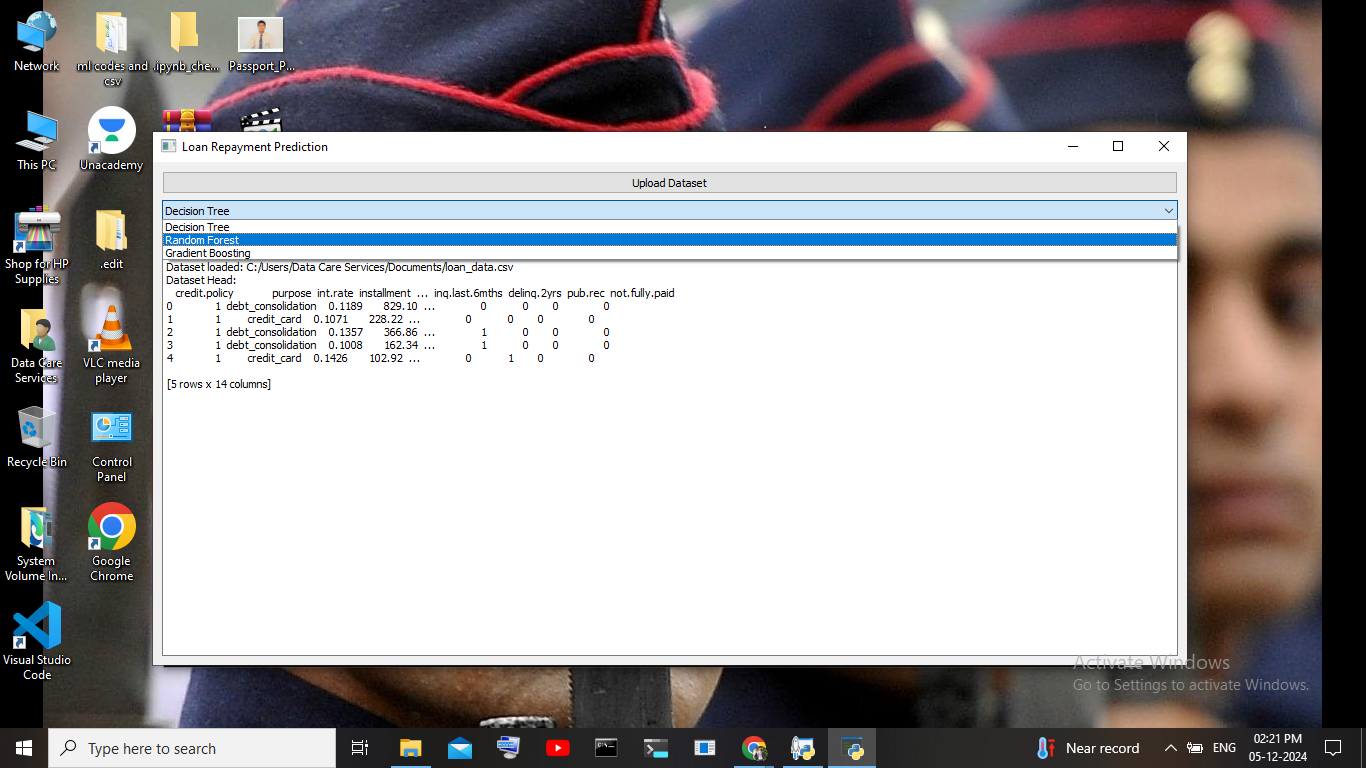 Network
ml codes and csv
.ipynb_che...
Passport_P...
This PC
Unacademy
Shop for HP Supplies
.edit
Data Care Services
VLC media player
Recycle Bin
Control Panel
System Volume In...
Google Chrome
Visual Studio Code
Loan Repayment Prediction
Upload Dataset
Decision Tree
Decision Tree
Random Forest
Gradient Boosting
Dataset loaded: C:/Users/Data Care Services/Documents/loan_data.csv
Dataset Head:
credit.policy purpose int.rate installment ... inq.last.6mths delinq.2yrs pub.rec not.fully.paid
0 1 debt_consolidation 0.1189 829.10 ... 0 0 0 0
1 1 credit_card 0.1071 228.22 ... 0 0 0 0
2 1 debt_consolidation 0.1357 366.86 ... 1 0 0 0
3 1 debt_consolidation 0.1008 162.34 ... 1 0 0 0
4 1 credit_card 0.1426 102.92 ... 0 1 0 0
[5 rows x 14 columns]
Activate Windows
Go to Settings to activate Windows.
Type here to search
Near record
ENG
02:21 PM
05-12-2024